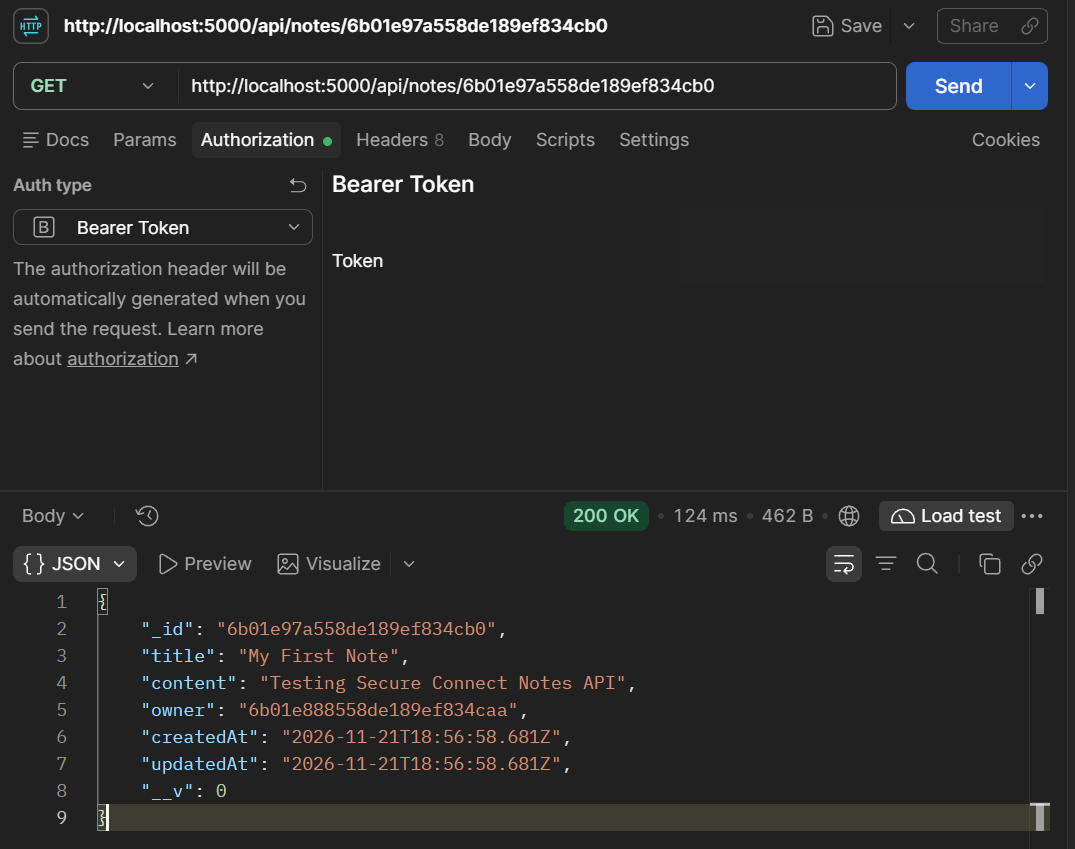 HTTP http://localhost:5000/api/notes/6b01e97a558de189ef834cb0 Save Share
GET http://localhost:5000/api/notes/6b01e97a558de189ef834cb0 Send
Docs Params Authorization Headers 8 Body Scripts Settings Cookies
Auth type
B Bearer Token
The authorization header will be
automatically generated when you
send the request. Learn more
about authorization ↗
Bearer Token
Token
Body 200 OK • 124 ms • 462 B • Load test
{} JSON Preview Visualize
1 {
2 "_id": "6b01e97a558de189ef834cb0",
3 "title": "My First Note",
4 "content": "Testing Secure Connect Notes API",
5 "owner": "6b01e888558de189ef834caa",
6 "createdAt": "2026-11-21T18:56:58.681Z",
7 "updatedAt": "2026-11-21T18:56:58.681Z",
8 "__v": 0
9 }